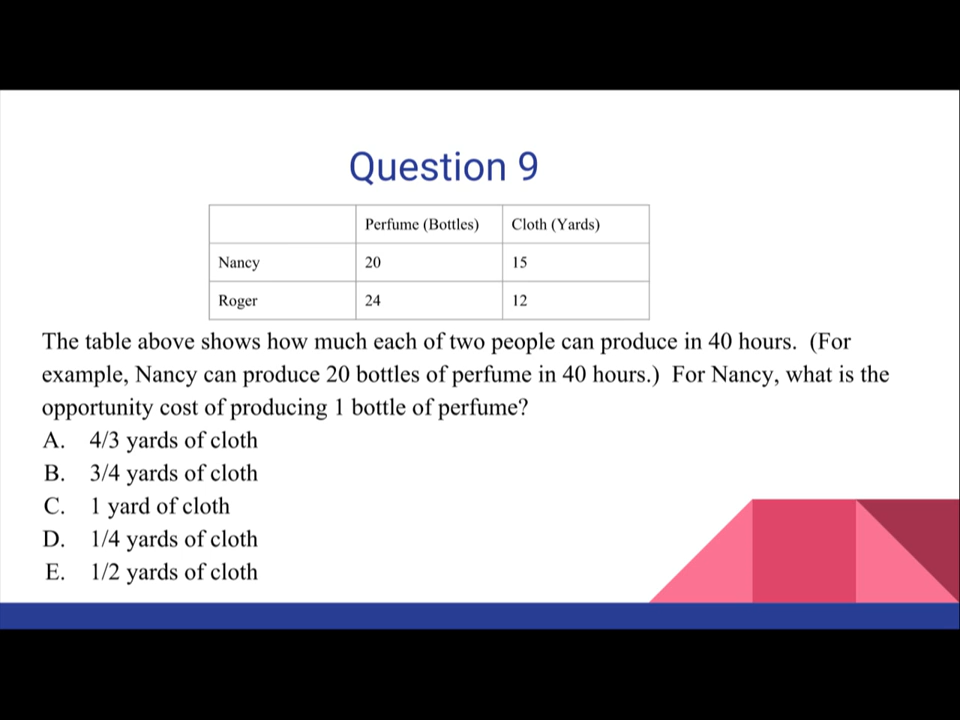 Question 9
Perfume (Bottles) Cloth (Yards)
Nancy 20 15
Roger 24 12
The table above shows how much each of two people can produce in 40 hours. (For
example, Nancy can produce 20 bottles of perfume in 40 hours.) For Nancy, what is the
opportunity cost of producing 1 bottle of perfume?
A. 4/3 yards of cloth
B. 3/4 yards of cloth
C. 1 yard of cloth
D. 1/4 yards of cloth
E. 1/2 yards of cloth